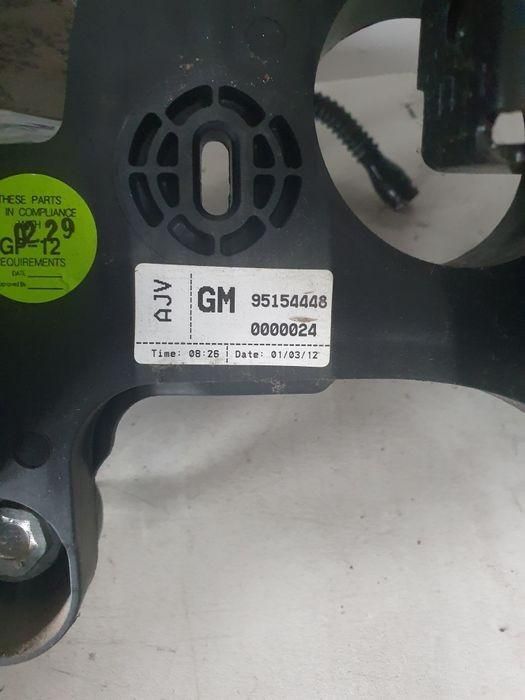 THESE PARTS
IN COMPLIANCE
WITH
GP-12
REQUIREMENTS
DATE
Approved By
AJV
GM 95154448
0000024
Time: 08:26 Date: 01/03/12